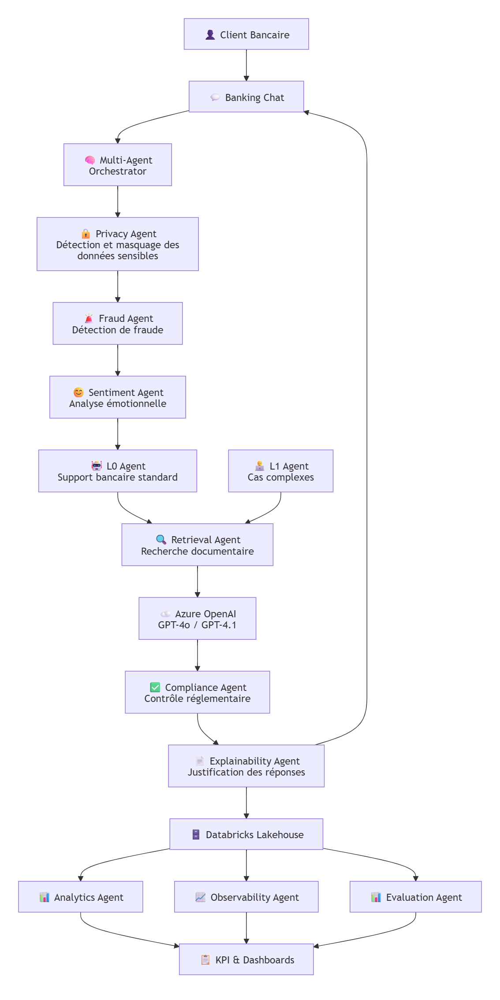 Client Bancaire
Banking Chat
Multi-Agent
Orchestrator
Privacy Agent
Détection et masquage des
données sensibles
Fraud Agent
Détection de fraude
Sentiment Agent
Analyse émotionnelle
L0 Agent
Support bancaire standard
L1 Agent
Cas complexes
Retrieval Agent
Recherche documentaire
Azure OpenAI
GPT-4o / GPT-4.1
Compliance Agent
Contrôle réglementaire
Explainability Agent
Justification des réponses
Databricks Lakehouse
Analytics Agent
Observability Agent
Evaluation Agent
KPI & Dashboards